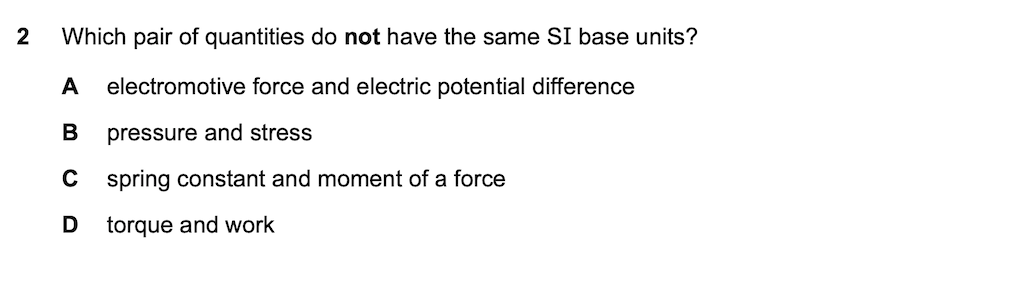 2 Which pair of quantities do not have the same SI base units?
A electromotive force and electric potential difference
B pressure and stress
C spring constant and moment of a force
D torque and work